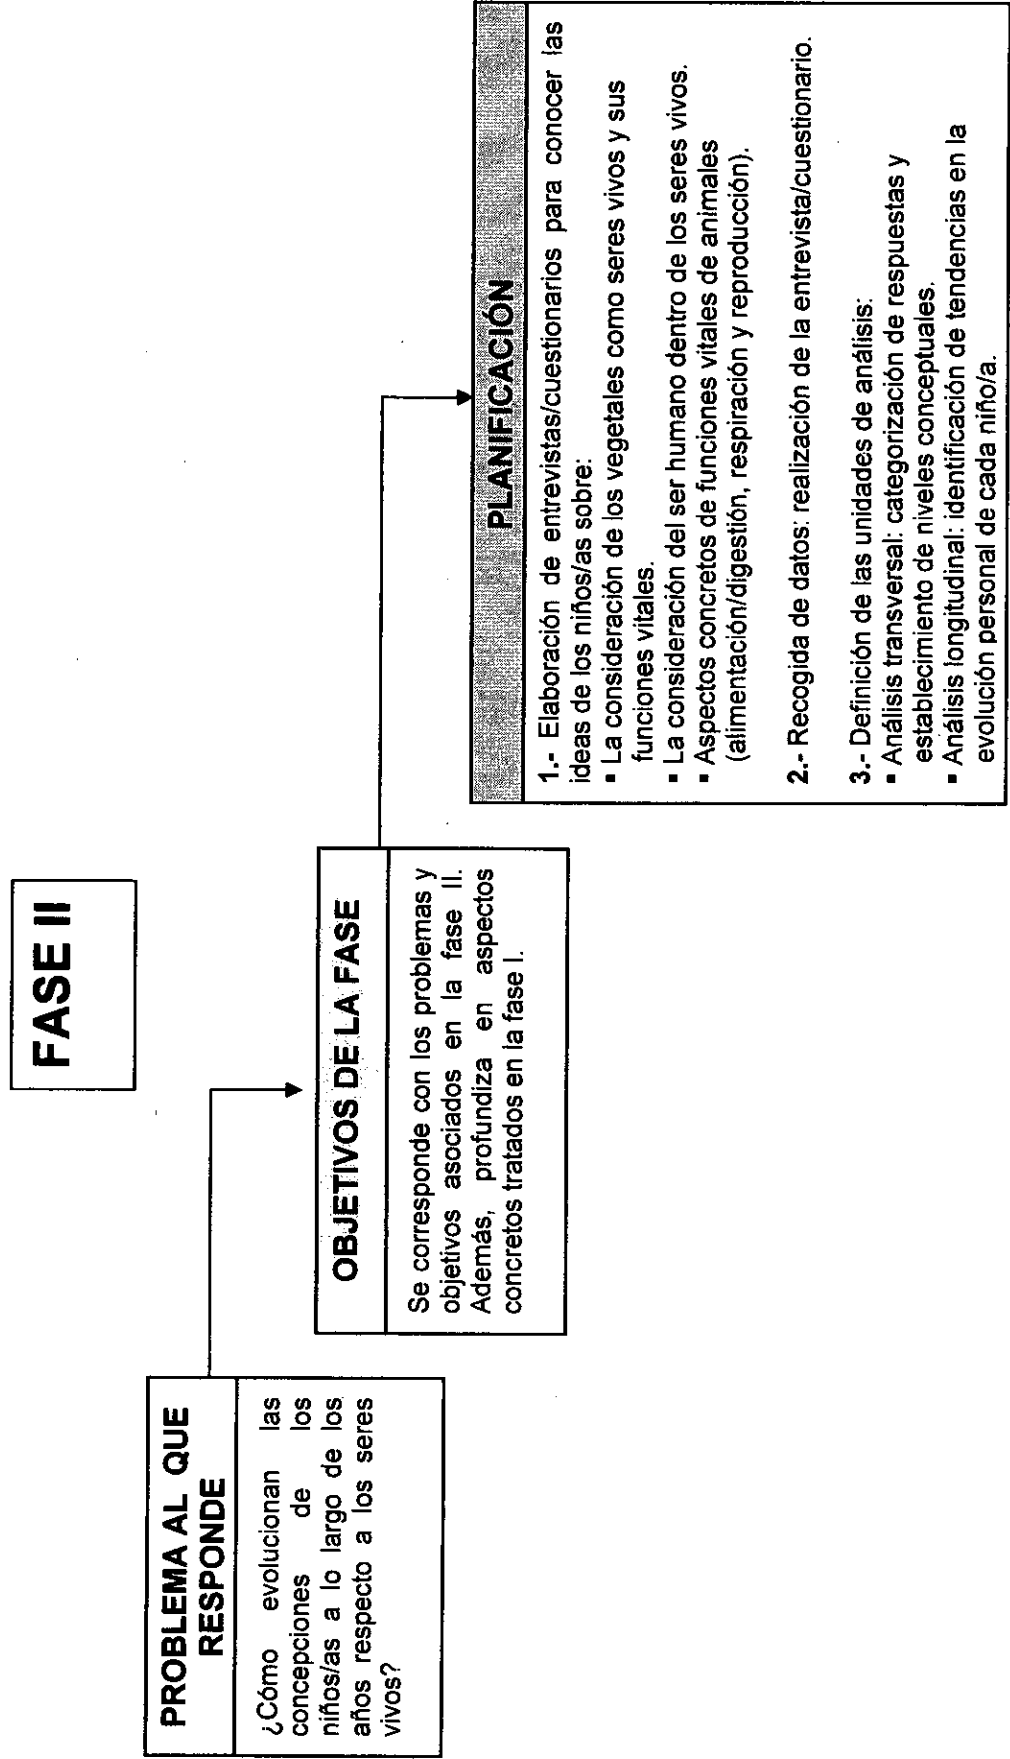 FASE II
PROBLEMA AL QUE
RESPONDE
¿Cómo evolucionan las
concepciones de los
niños/as a lo largo de los
años respecto a los seres
vivos?
OBJETIVOS DE LA FASE
Se corresponde con los problemas y
objetivos asociados en la fase II.
Además, profundiza en aspectos
concretos tratados en la fase I.
PLANIFICACIÓN
1.- Elaboración de entrevistas/cuestionarios para conocer las
ideas de los niños/as sobre:
▪ La consideración de los vegetales como seres vivos y sus
funciones vitales.
▪ La consideración del ser humano dentro de los seres vivos.
▪ Aspectos concretos de funciones vitales de animales
(alimentación/digestión, respiración y reproducción).
2.- Recogida de datos: realización de la entrevista/cuestionario.
3.- Definición de las unidades de análisis:
▪ Análisis transversal: categorización de respuestas y
establecimiento de niveles conceptuales.
▪ Análisis longitudinal: identificación de tendencias en la
evolución personal de cada niño/a.